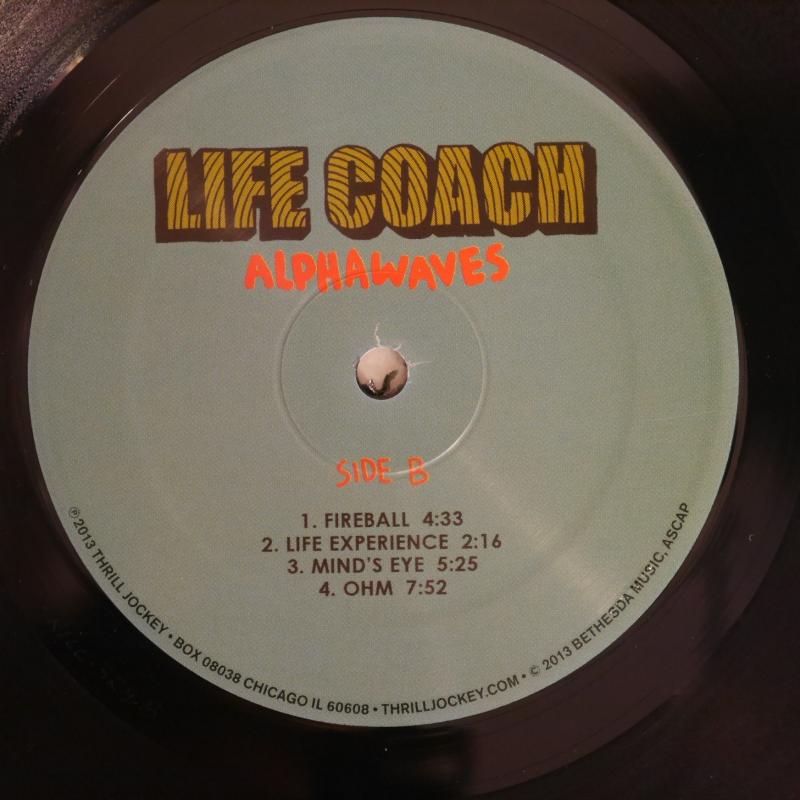 LIFE COACH
ALPHAWAVES
SIDE B
1. FIREBALL 4:33
2. LIFE EXPERIENCE 2:16
3. MIND'S EYE 5:25
4. OHM 7:52
℗ 2013 THRILL JOCKEY • BOX 08038 CHICAGO IL 60608 • THRILLJOCKEY.COM • © 2013 BETHESDA MUSIC, ASCAP